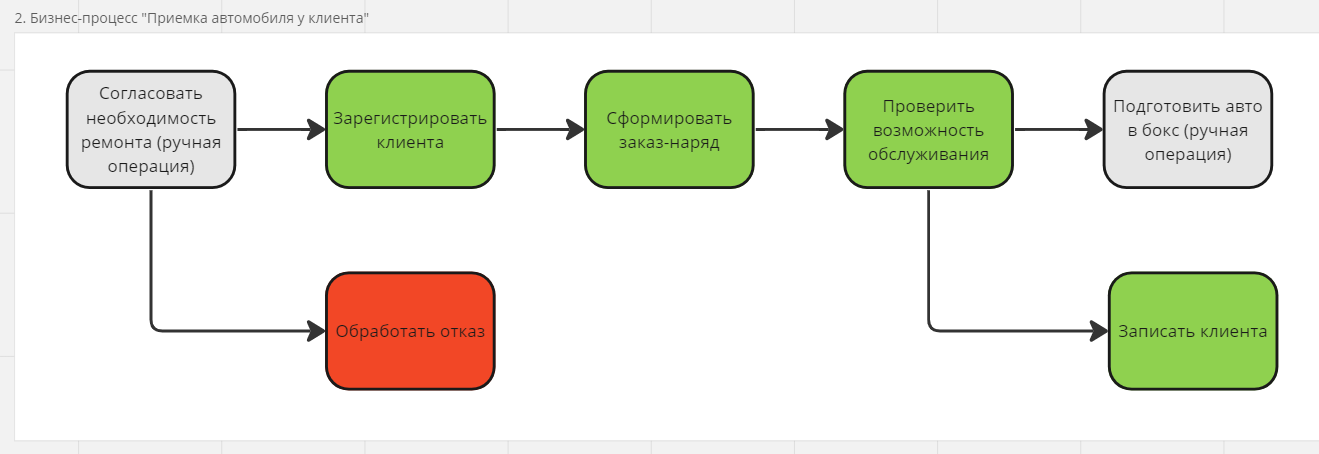 2. Бизнес-процесс "Приемка автомобиля у клиента"
Согласовать
необходимость
ремонта (ручная
операция)
Зарегистрировать
клиента
Сформировать
заказ-наряд
Проверить
возможность
обслуживания
Подготовить авто
в бокс (ручная
операция)
Обработать отказ
Записать клиента